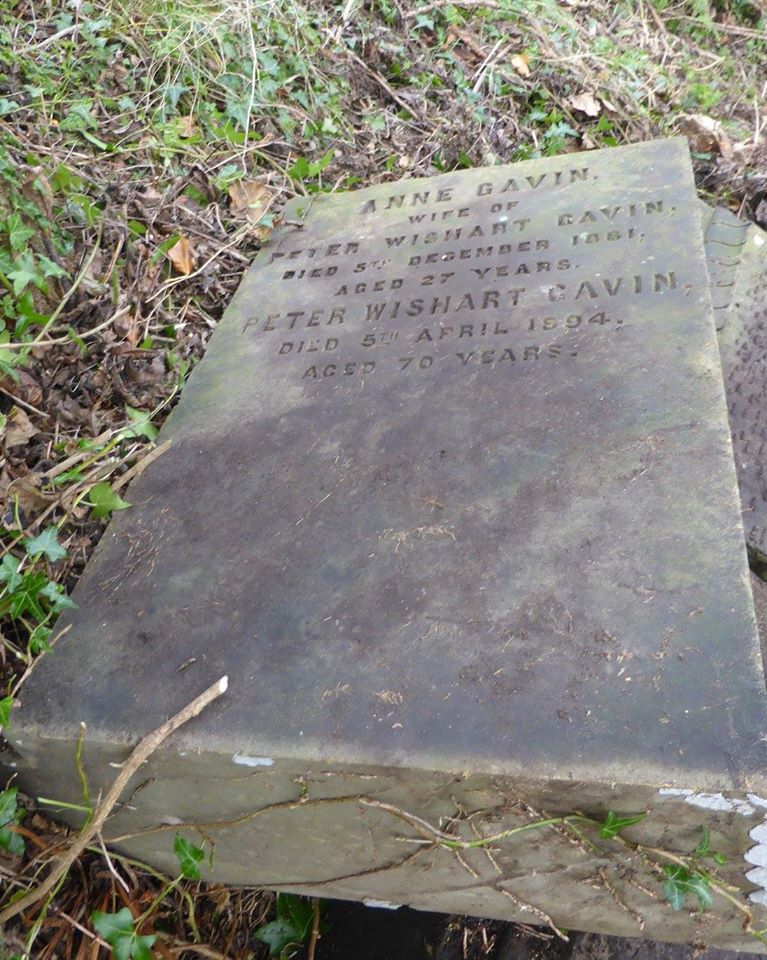 ANNE GAVIN,
WIFE OF
PETER WISHART GAVIN,
DIED 5TH DECEMBER 1861,
AGED 27 YEARS.
PETER WISHART GAVIN,
DIED 5TH APRIL 1894,
AGED 70 YEARS.